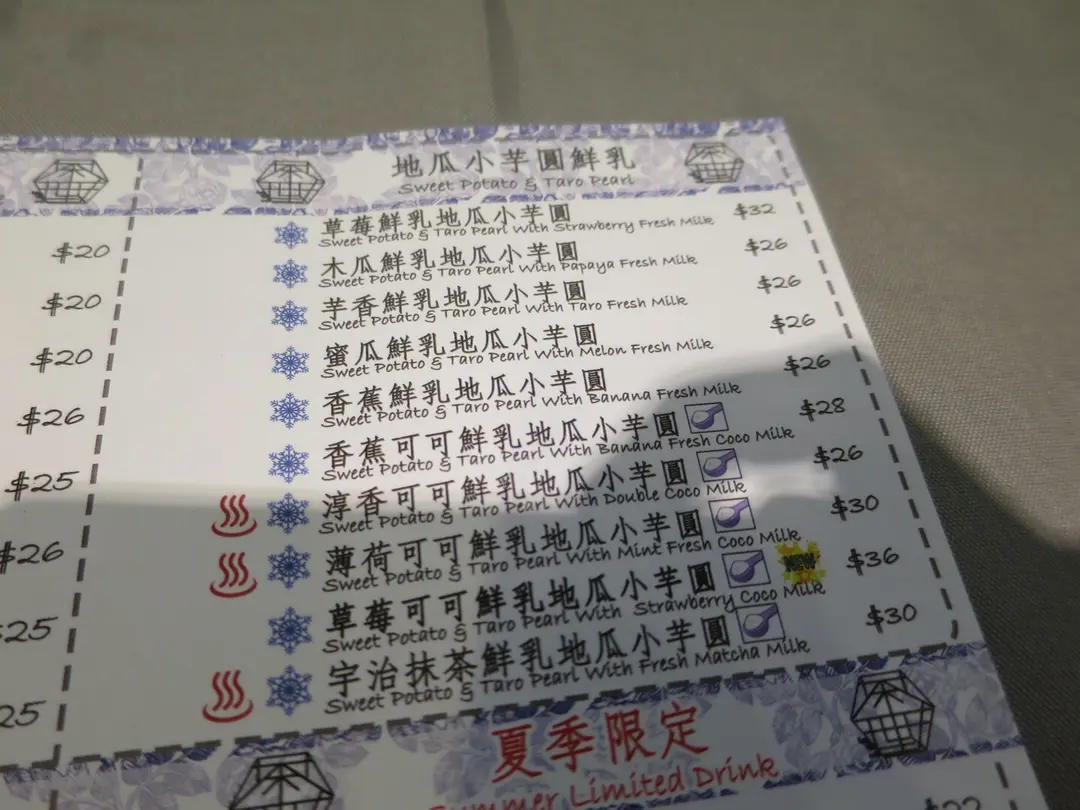 地瓜小芋圓鮮乳
Sweet Potato & Taro Pearl
草莓鮮乳地瓜小芋圓 $32
Sweet Potato & Taro Pearl With Strawberry Fresh Milk
木瓜鮮乳地瓜小芋圓 $26
Sweet Potato & Taro Pearl With Papaya Fresh Milk
芋香鮮乳地瓜小芋圓 $26
Sweet Potato & Taro Pearl With Taro Fresh Milk
蜜瓜鮮乳地瓜小芋圓 $26
Sweet Potato & Taro Pearl With Melon Fresh Milk
香蕉鮮乳地瓜小芋圓 $26
Sweet Potato & Taro Pearl With Banana Fresh Milk
香蕉可可鮮乳地瓜小芋圓 $28
Sweet Potato & Taro Pearl With Banana Fresh Coco Milk
淳香可可鮮乳地瓜小芋圓 $26
Sweet Potato & Taro Pearl With Double Coco Milk
薄荷可可鮮乳地瓜小芋圓 $30
Sweet Potato & Taro Pearl With Mint Fresh Coco Milk
草莓可可鮮乳地瓜小芋圓 NEW $36
Sweet Potato & Taro Pearl With Strawberry Coco Milk
宇治抹茶鮮乳地瓜小芋圓 $30
Sweet Potato & Taro Pearl With Fresh Matcha Milk
夏季限定
Summer Limited Drink
$20
$20
$20
$26
$25
$26
$25